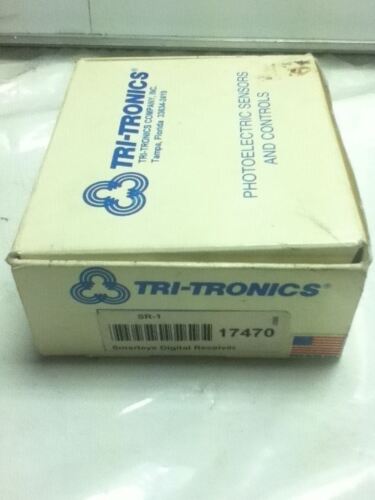 TRI-TRONICS®
TRI-TRONICS COMPANY, INC.
Tampa, Florida 33634-3419
PHOTOELECTRIC SENSORS
AND CONTROLS
TRI-TRONICS®
SR-1
17470
Smarteye Digital Receiver